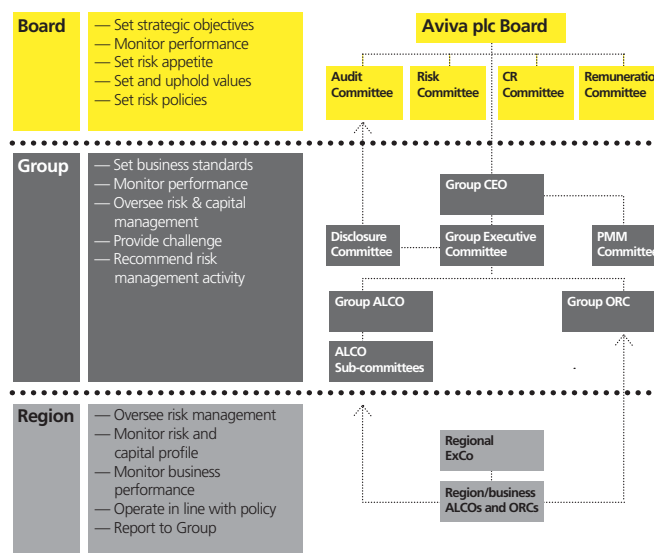 Board
— Set strategic objectives
— Monitor performance
— Set risk appetite
— Set and uphold values
— Set risk policies
Aviva plc Board
Audit
Committee
Risk
Committee
CR
Committee
Remuneratio
Committee
Group
— Set business standards
— Monitor performance
— Oversee risk & capital
management
— Provide challenge
— Recommend risk
management activity
Group CEO
Disclosure
Committee
Group Executive
Committee
PMM
Committee
Group ALCO
Group ORC
ALCO
Sub-committees
Region
— Oversee risk management
— Monitor risk and
capital profile
— Monitor business
performance
— Operate in line with policy
— Report to Group
Regional
ExCo
Region/business
ALCOs and ORCs